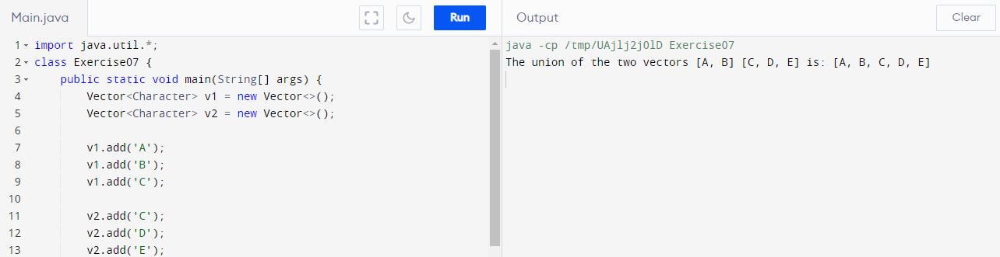 Main.java
Run
1 import java.util.*;
2 class Exercise07 {
3 public static void main(String[] args) {
4 Vector<Character> v1 = new Vector<>();
5 Vector<Character> v2 = new Vector<>();
6
7 v1.add('A');
8 v1.add('B');
9 v1.add('C');
10
11 v2.add('C');
12 v2.add('D');
13 v2.add('E');
Output
Clear
java -cp /tmp/UAjlj2jOlD Exercise07
The union of the two vectors [A, B] [C, D, E] is: [A, B, C, D, E]